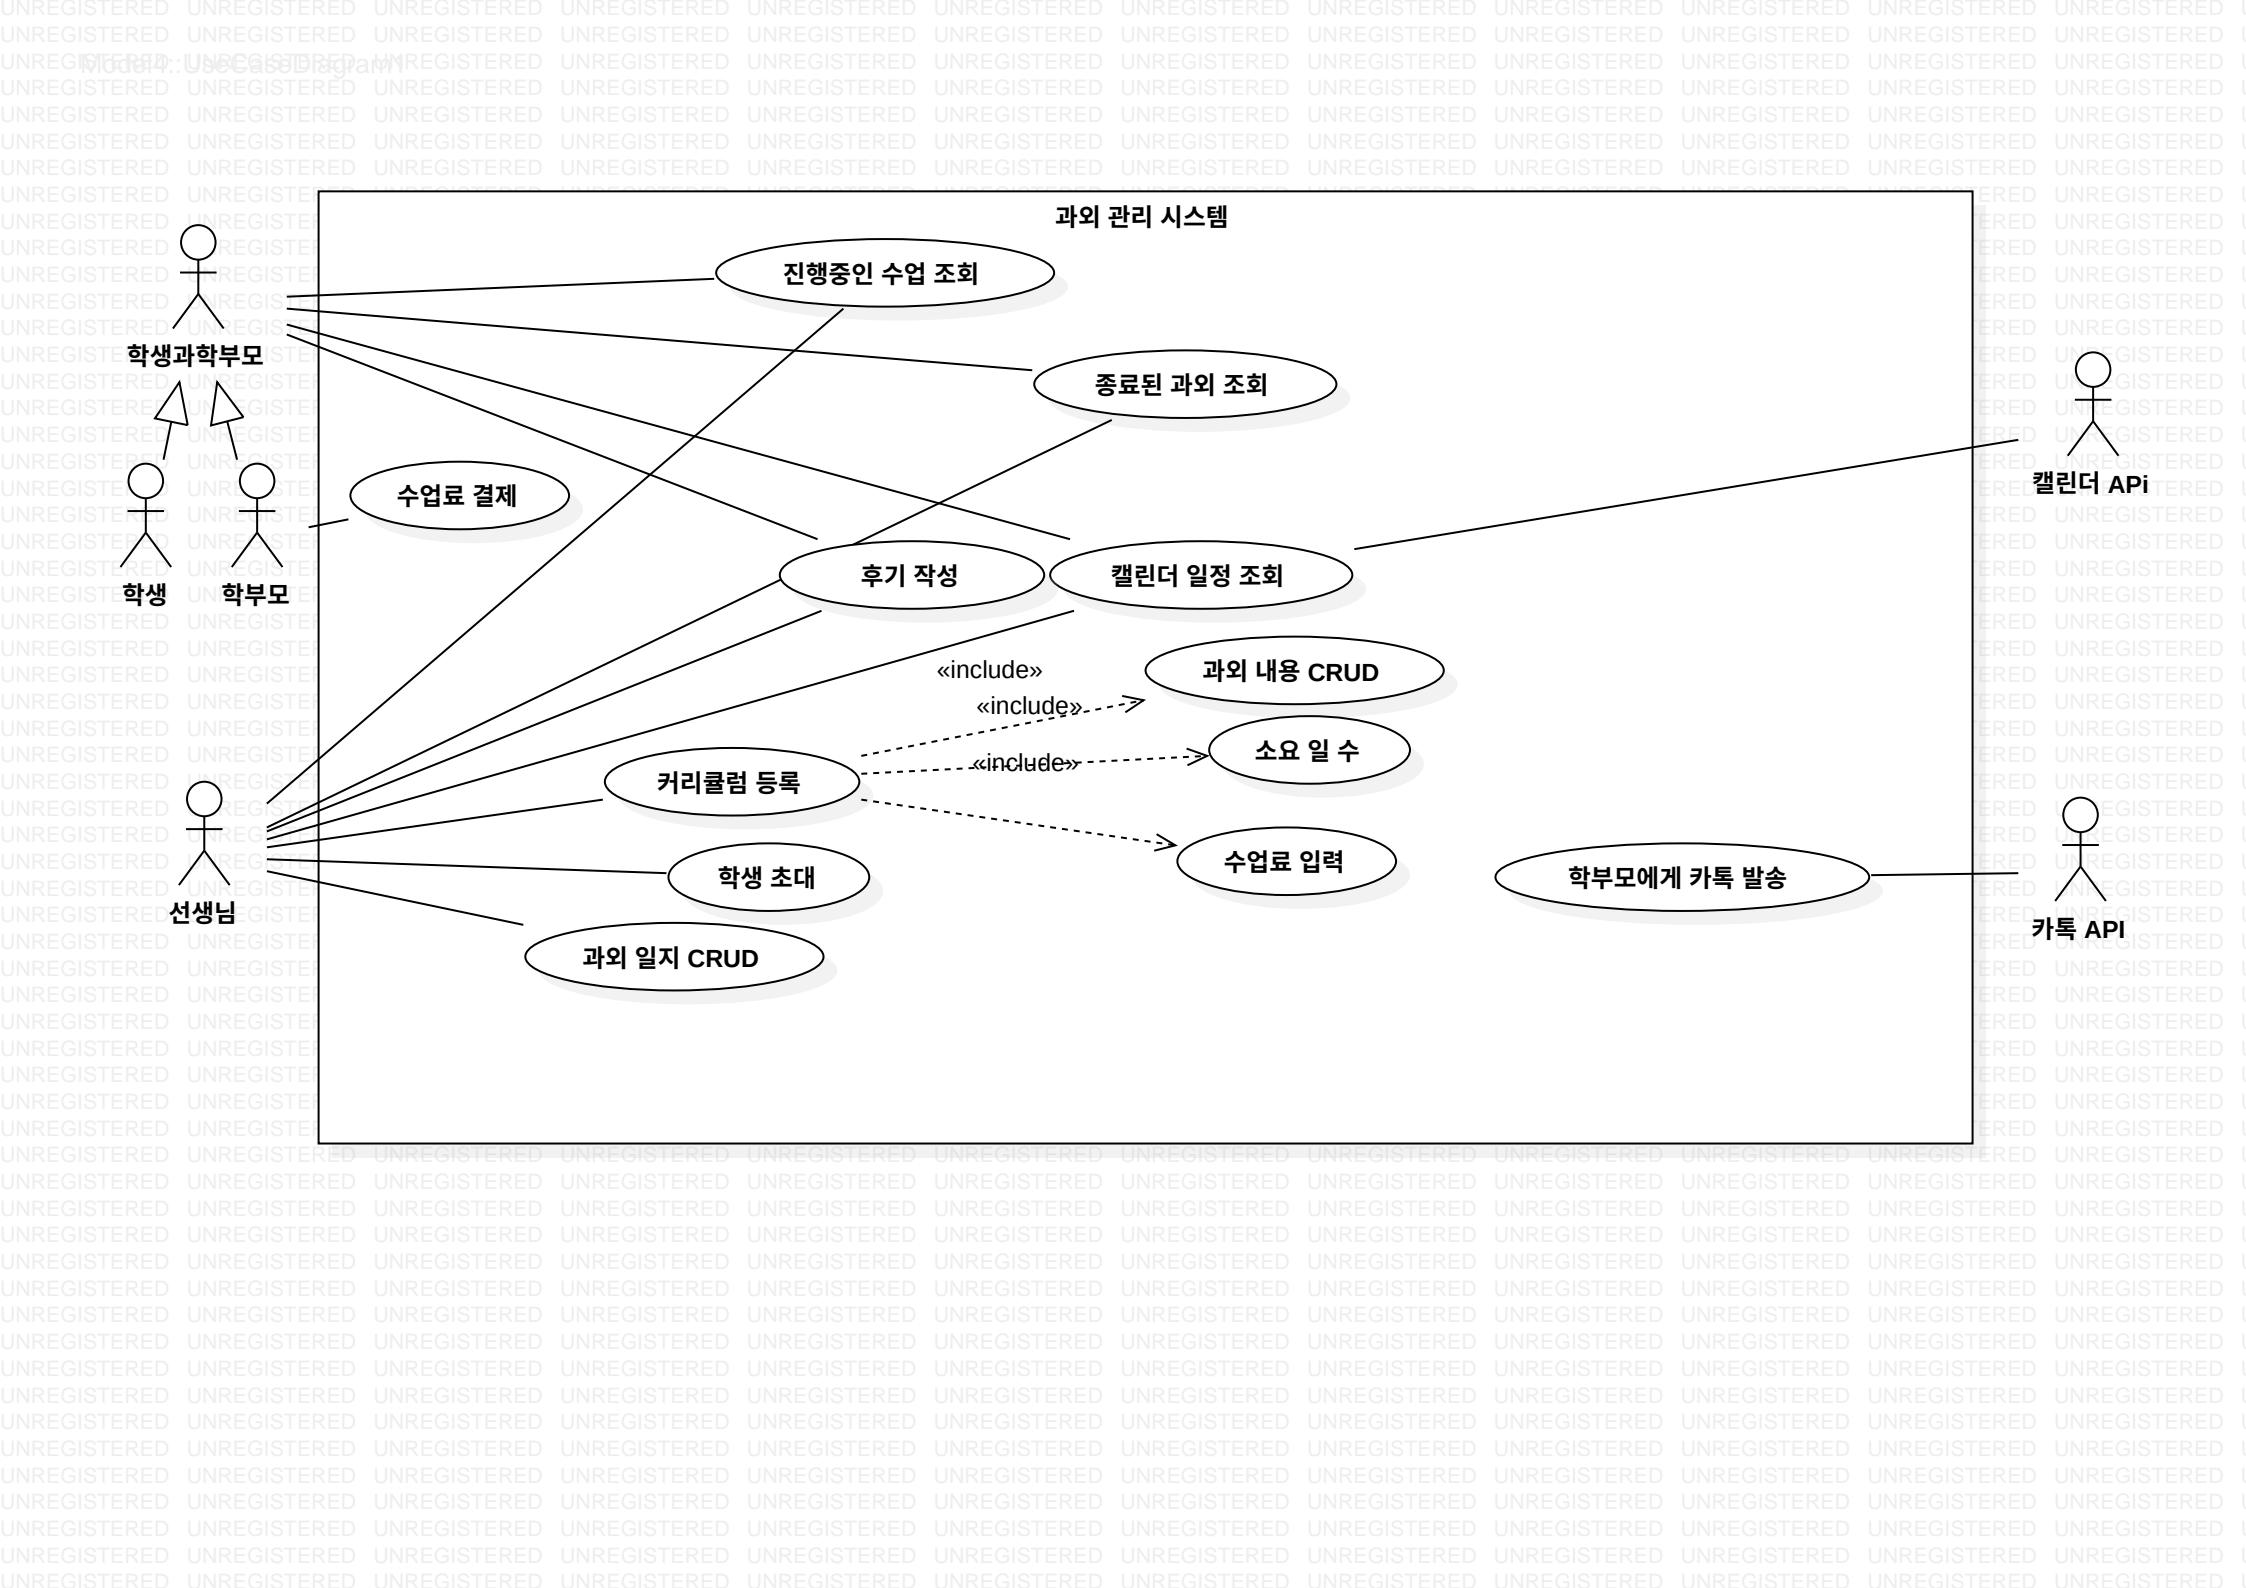 Model4::UseCaseDiagram1
과외 관리 시스템
진행중인 수업 조회
학생과학부모
종료된 과외 조회
캘린더 APi
수업료 결제
후기 작성
캘린더 일정 조회
학생
학부모
«include»
과외 내용 CRUD
«include»
소요 일 수
«include»
커리큘럼 등록
수업료 입력
학생 초대
학부모에게 카톡 발송
선생님
카톡 API
과외 일지 CRUD
UNREGISTERED